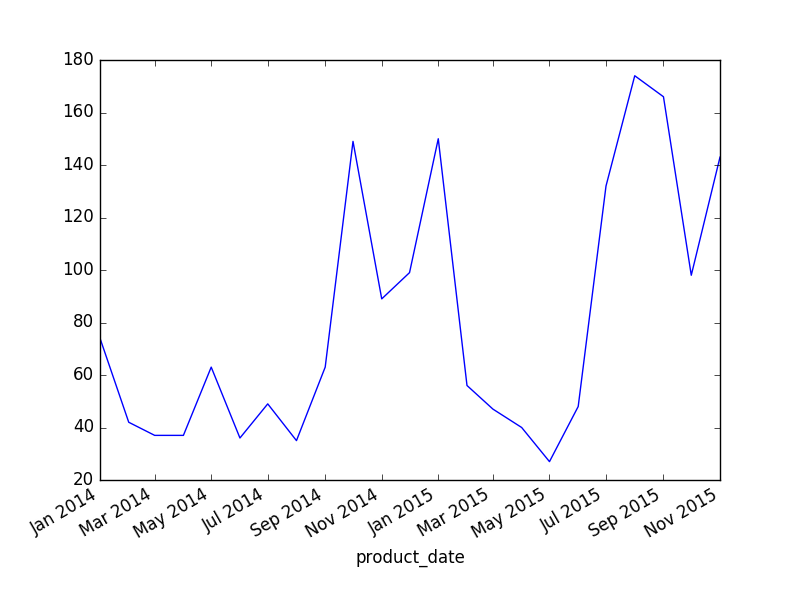 180
160
140
120
100
80
60
40
20
Jan 2014
Mar 2014
May 2014
Jul 2014
Sep 2014
Nov 2014
Jan 2015
Mar 2015
May 2015
Jul 2015
Sep 2015
Nov 2015
product_date